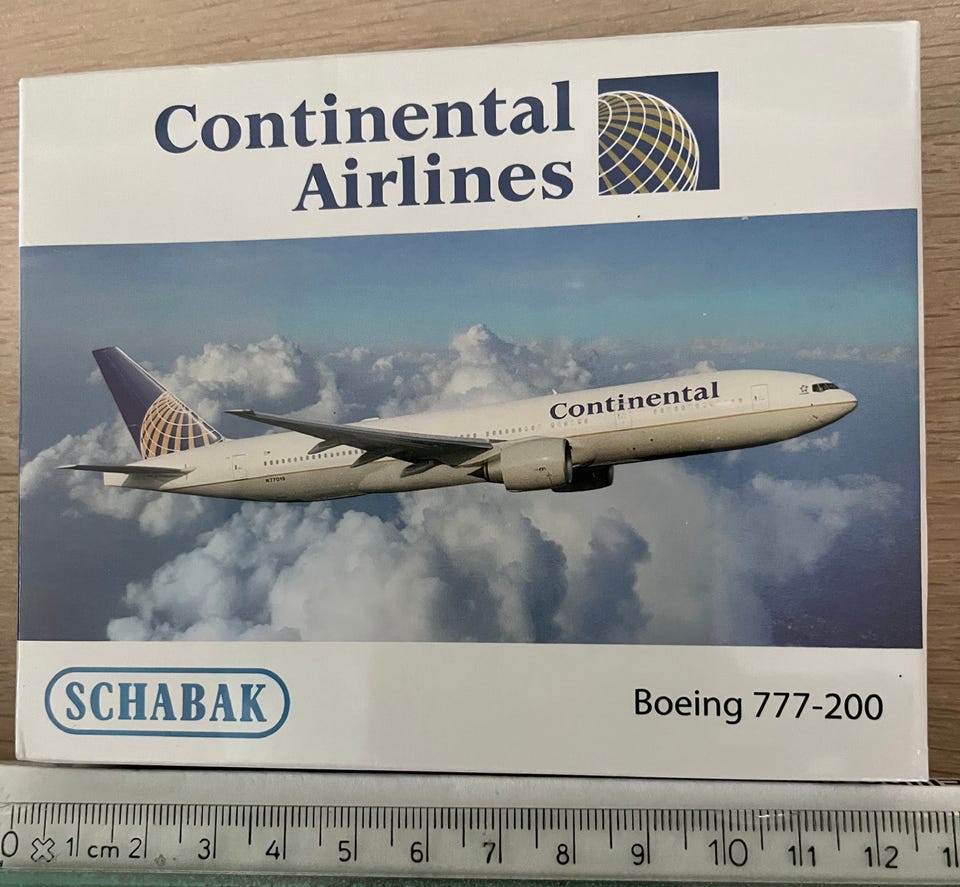 Continental
Airlines
Continental
N77019
SCHABAK
Boeing 777-200
0 1 cm 2 3 4 5 6 7 8 9 10 11 12